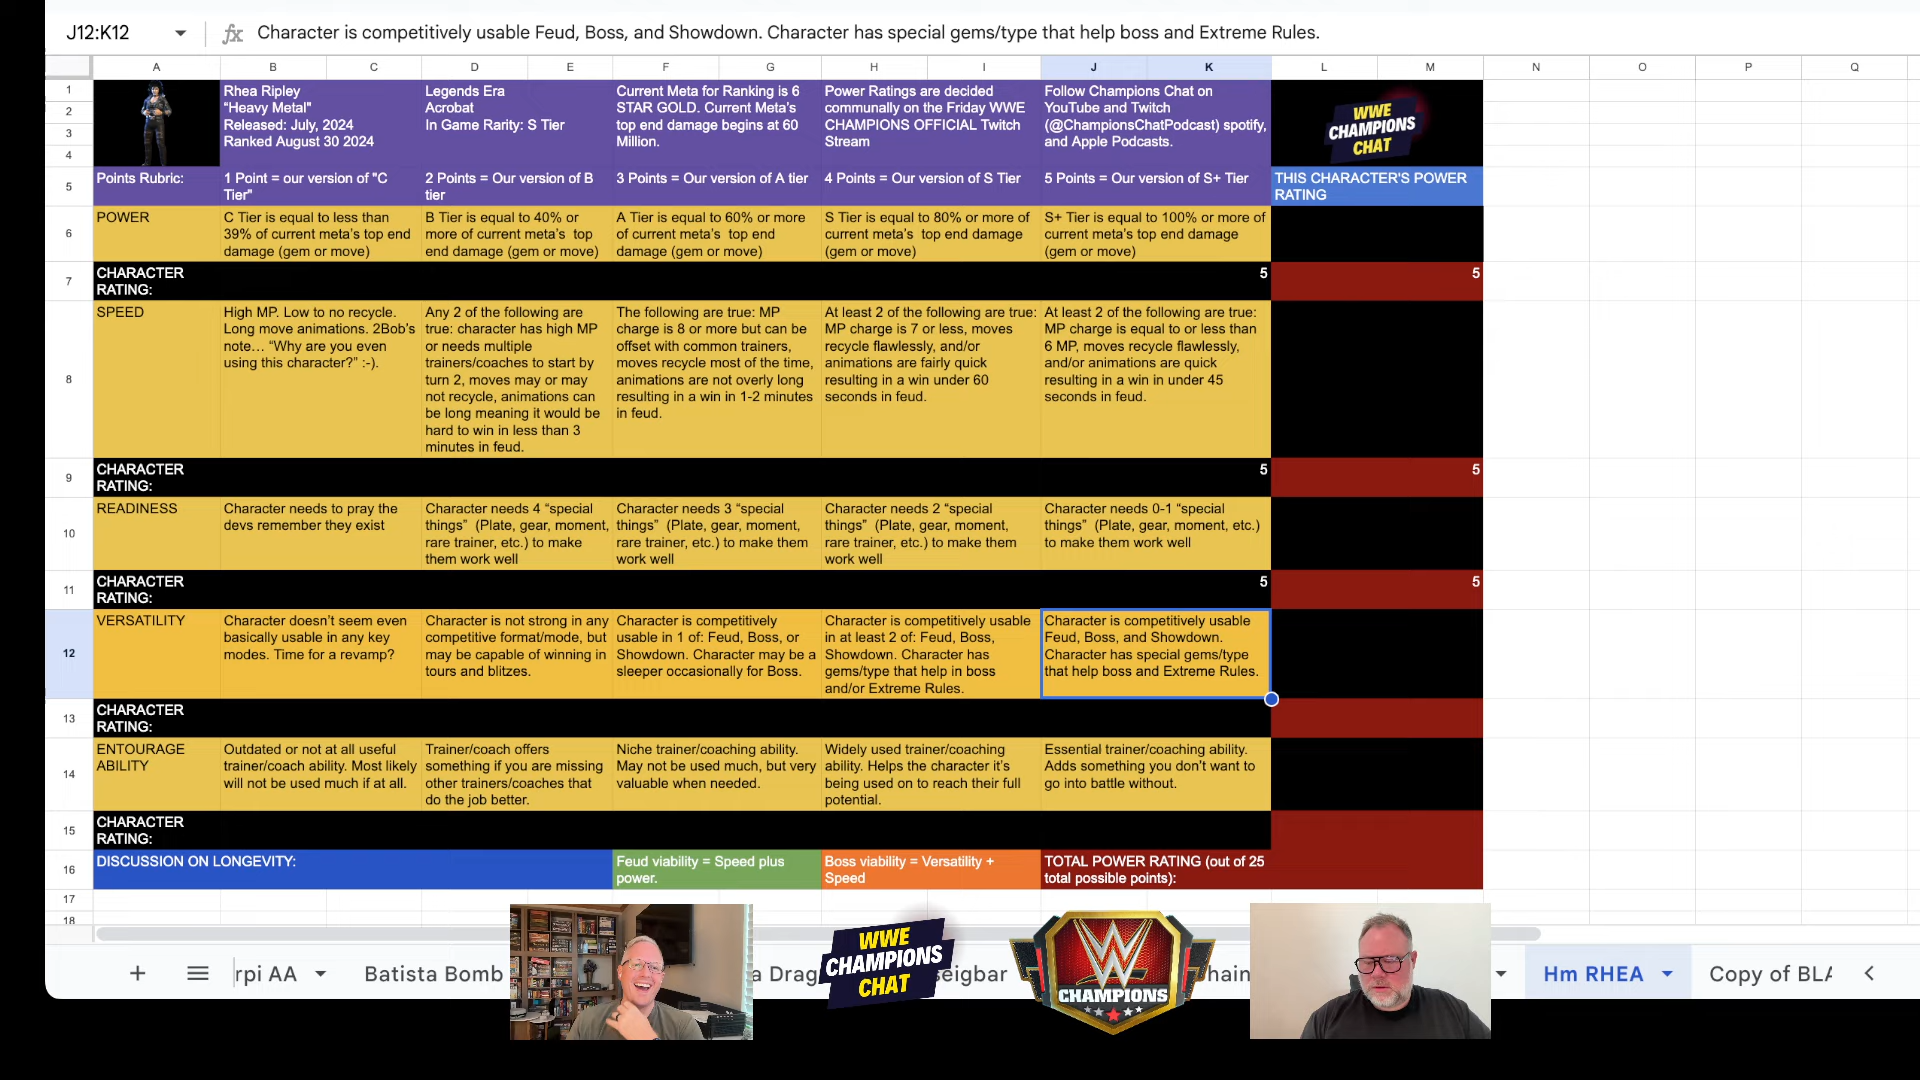 J12:K12
fx
Character is competitively usable Feud, Boss, and Showdown. Character has special gems/type that help boss and Extreme Rules.
A B C D E F G H I J K L M N O P Q
1
2
3
4
Rhea Ripley
"Heavy Metal"
Released: July, 2024
Ranked August 30 2024
Legends Era
Acrobat
In Game Rarity: S Tier
Current Meta for Ranking is 6
STAR GOLD. Current Meta's
top end damage begins at 60
Million.
Power Ratings are decided
communally on the Friday WWE
CHAMPIONS OFFICIAL Twitch
Stream
Follow Champions Chat on
YouTube and Twitch
(@ChampionsChatPodcast) spotify,
and Apple Podcasts.
WWE
CHAMPIONS
CHAT
5
Points Rubric:
1 Point = our version of "C
Tier"
2 Points = Our version of B
tier
3 Points = Our version of A tier
4 Points = Our version of S Tier
5 Points = Our version of S+ Tier
THIS CHARACTER'S POWER
RATING
6
POWER
C Tier is equal to less than
39% of current meta's top end
damage (gem or move)
B Tier is equal to 40% or
more of current meta's top
end damage (gem or move)
A Tier is equal to 60% or more
of current meta's top end
damage (gem or move)
S Tier is equal to 80% or more of
current meta's top end damage
(gem or move)
S+ Tier is equal to 100% or more of
current meta's top end damage
(gem or move)
7
CHARACTER
RATING:
5
5
8
SPEED
High MP. Low to no recycle.
Long move animations. 2Bob's
note… "Why are you even
using this character?" :-).
Any 2 of the following are
true: character has high MP
or needs multiple
trainers/coaches to start by
turn 2, moves may or may
not recycle, animations can
be long meaning it would be
hard to win in less than 3
minutes in feud.
The following are true: MP
charge is 8 or more but can be
offset with common trainers,
moves recycle most of the time,
animations are not overly long
resulting in a win in 1-2 minutes
in feud.
At least 2 of the following are true:
MP charge is 7 or less, moves
recycle flawlessly, and/or
animations are fairly quick
resulting in a win under 60
seconds in feud.
At least 2 of the following are true:
MP charge is equal to or less than
6 MP, moves recycle flawlessly,
and/or animations are quick
resulting in a win in under 45
seconds in feud.
9
CHARACTER
RATING:
5
5
10
READINESS
Character needs to pray the
devs remember they exist
Character needs 4 “special
things” (Plate, gear, moment,
rare trainer, etc.) to make
them work well
Character needs 3 “special
things” (Plate, gear, moment,
rare trainer, etc.) to make them
work well
Character needs 2 “special
things” (Plate, gear, moment,
rare trainer, etc.) to make them
work well
Character needs 0-1 “special
things” (Plate, gear, moment, etc.)
to make them work well
11
CHARACTER
RATING:
5
5
12
VERSATILITY
Character doesn't seem even
basically usable in any key
modes. Time for a revamp?
Character is not strong in any
competitive format/mode, but
may be capable of winning in
tours and blitzes.
Character is competitively
usable in 1 of: Feud, Boss, or
Showdown. Character may be a
sleeper occasionally for Boss.
Character is competitively usable
in at least 2 of: Feud, Boss,
Showdown. Character has
gems/type that help in boss
and/or Extreme Rules.
Character is competitively usable
Feud, Boss, and Showdown.
Character has special gems/type
that help boss and Extreme Rules.
13
CHARACTER
RATING:
14
ENTOURAGE
ABILITY
Outdated or not at all useful
trainer/coach ability. Most likely
will not be used much if at all.
Trainer/coach offers
something if you are missing
other trainers/coaches that
do the job better.
Niche trainer/coaching ability.
May not be used much, but very
valuable when needed.
Widely used trainer/coaching
ability. Helps the character it's
being used on to reach their full
potential.
Essential trainer/coaching ability.
Adds something you don't want to
go into battle without.
15
CHARACTER
RATING:
16
DISCUSSION ON LONGEVITY:
Feud viability = Speed plus
power.
Boss viability = Versatility +
Speed
TOTAL POWER RATING (out of 25
total possible points):
17
18
rpi AA
Batista Bomb
a Drag
WWE
CHAMPIONS
CHAT
seigbar
W
CHAMPIONS
hain
Hm RHEA
Copy of BLA